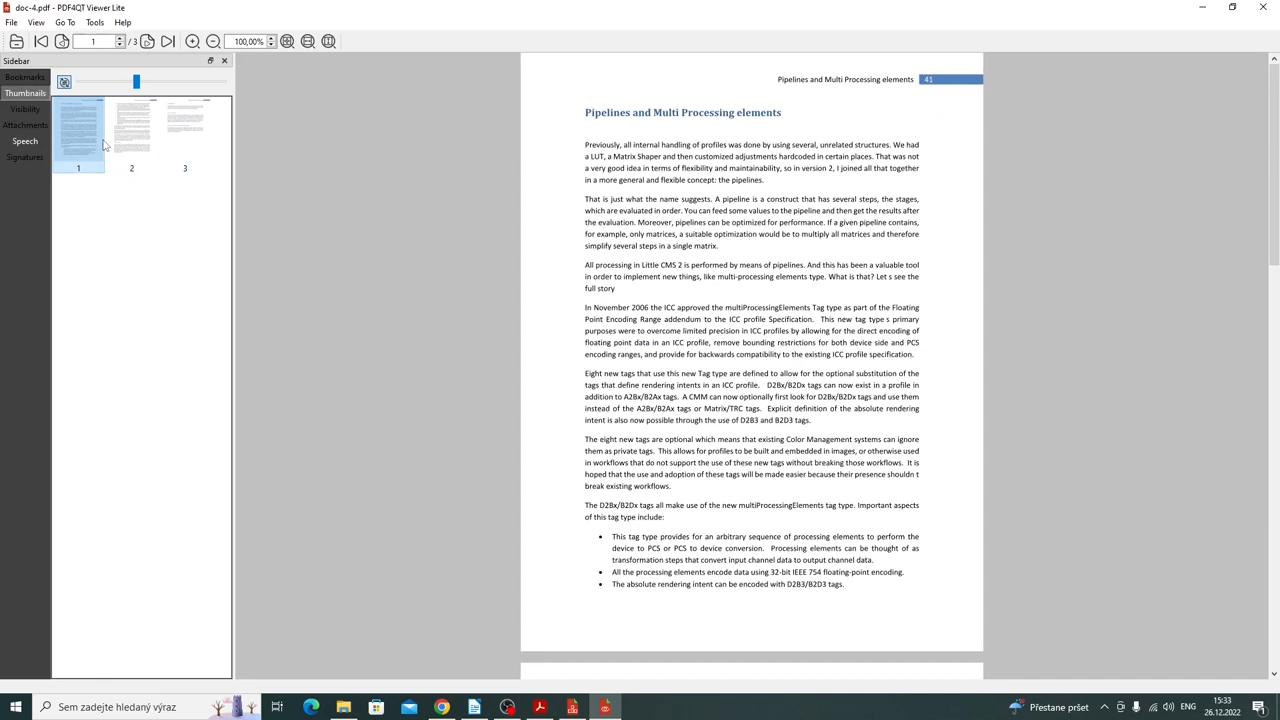 doc-4.pdf - PDF4QT Viewer Lite
File View Go To Tools Help
1 / 3 100,00%
Sidebar
Bookmarks
Thumbnails
Visibility
Attachments
Speech
Signatures
1 2 3
Pipelines and Multi Processing elements 41
Pipelines and Multi Processing elements
Previously, all internal handling of profiles was done by using several, unrelated structures. We had
a LUT, a Matrix Shaper and then customized adjustments hardcoded in certain places. That was not
a very good idea in terms of flexibility and maintainability, so in version 2, I joined all that together
in a more general and flexible concept: the pipelines.
That is just what the name suggests. A pipeline is a construct that has several steps, the stages,
which are evaluated in order. You can feed some values to the pipeline and then get the results after
the evaluation. Moreover, pipelines can be optimized for performance. If a given pipeline contains,
for example, only matrices, a suitable optimization would be to multiply all matrices and therefore
simplify several steps in a single matrix.
All processing in Little CMS 2 is performed by means of pipelines. And this has been a valuable tool
in order to implement new things, like multi-processing elements type. What is that? Let s see the
full story
In November 2006 the ICC approved the multiProcessingElements Tag type as part of the Floating
Point Encoding Range addendum to the ICC profile Specification. This new tag type s primary
purposes were to overcome limited precision in ICC profiles by allowing for the direct encoding of
floating point data in an ICC profile, remove bounding restrictions for both device side and PCS
encoding ranges, and provide for backwards compatibility to the existing ICC profile specification.
Eight new tags that use this new Tag type are defined to allow for the optional substitution of the
tags that define rendering intents in an ICC profile. D2Bx/B2Dx tags can now exist in a profile in
addition to A2Bx/B2Ax tags. A CMM can now optionally first look for D2Bx/B2Dx tags and use them
instead of the A2Bx/B2Ax tags or Matrix/TRC tags. Explicit definition of the absolute rendering
intent is also now possible through the use of D2B3 and B2D3 tags.
The eight new tags are optional which means that existing Color Management systems can ignore
them as private tags. This allows for profiles to be built and embedded in images, or otherwise used
in workflows that do not support the use of these new tags without breaking those workflows. It is
hoped that the use and adoption of these tags will be made easier because their presence shouldn t
break existing workflows.
The D2Bx/B2Dx tags all make use of the new multiProcessingElements tag type. Important aspects
of this tag type include:
• This tag type provides for an arbitrary sequence of processing elements to perform the
device to PCS or PCS to device conversion. Processing elements can be thought of as
transformation steps that convert input channel data to output channel data.
• All the processing elements encode data using 32-bit IEEE 754 floating-point encoding.
• The absolute rendering intent can be encoded with D2B3/B2D3 tags.
Sem zadejte hledaný výraz
Přestane pršet
15:33
26.12.2022